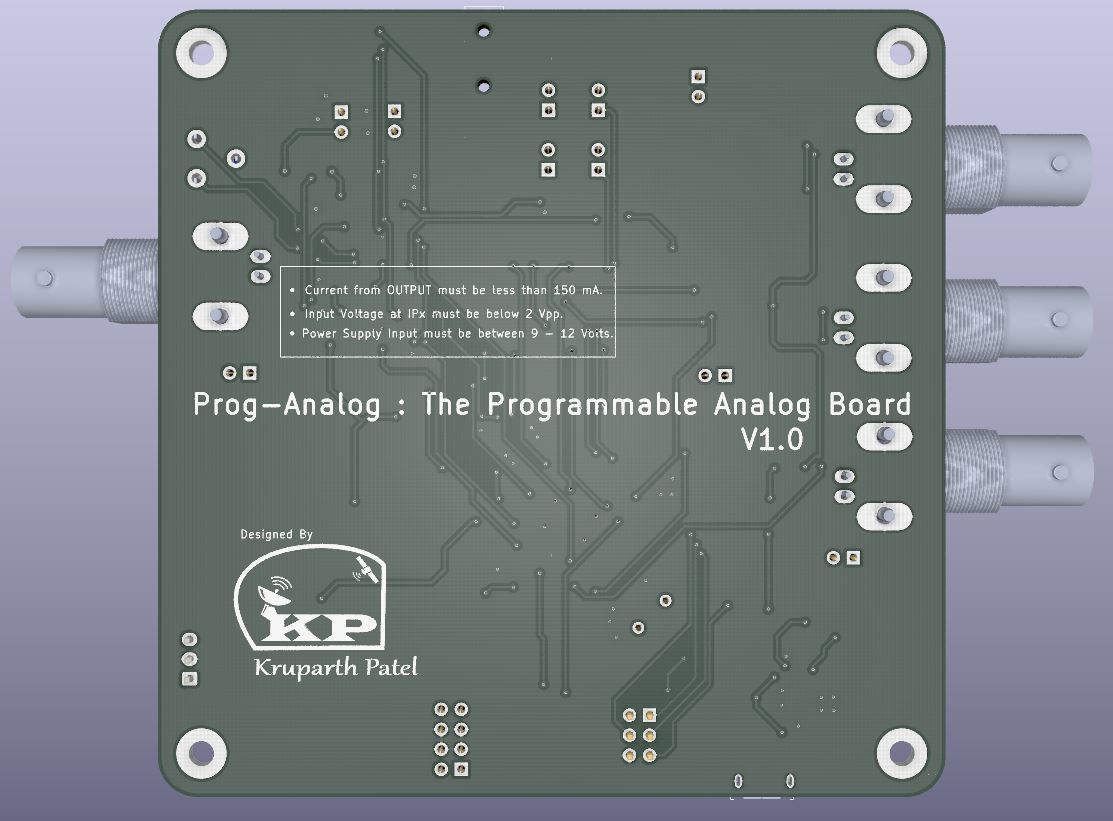 • Current from OUTPUT must be less than 150 mA.
• Input Voltage at IPx must be below 2 Vpp.
• Power Supply Input must be between 9 – 12 Volts.
Prog–Analog : The Programmable Analog Board
V1.0
Designed By
KP
Kruparth Patel